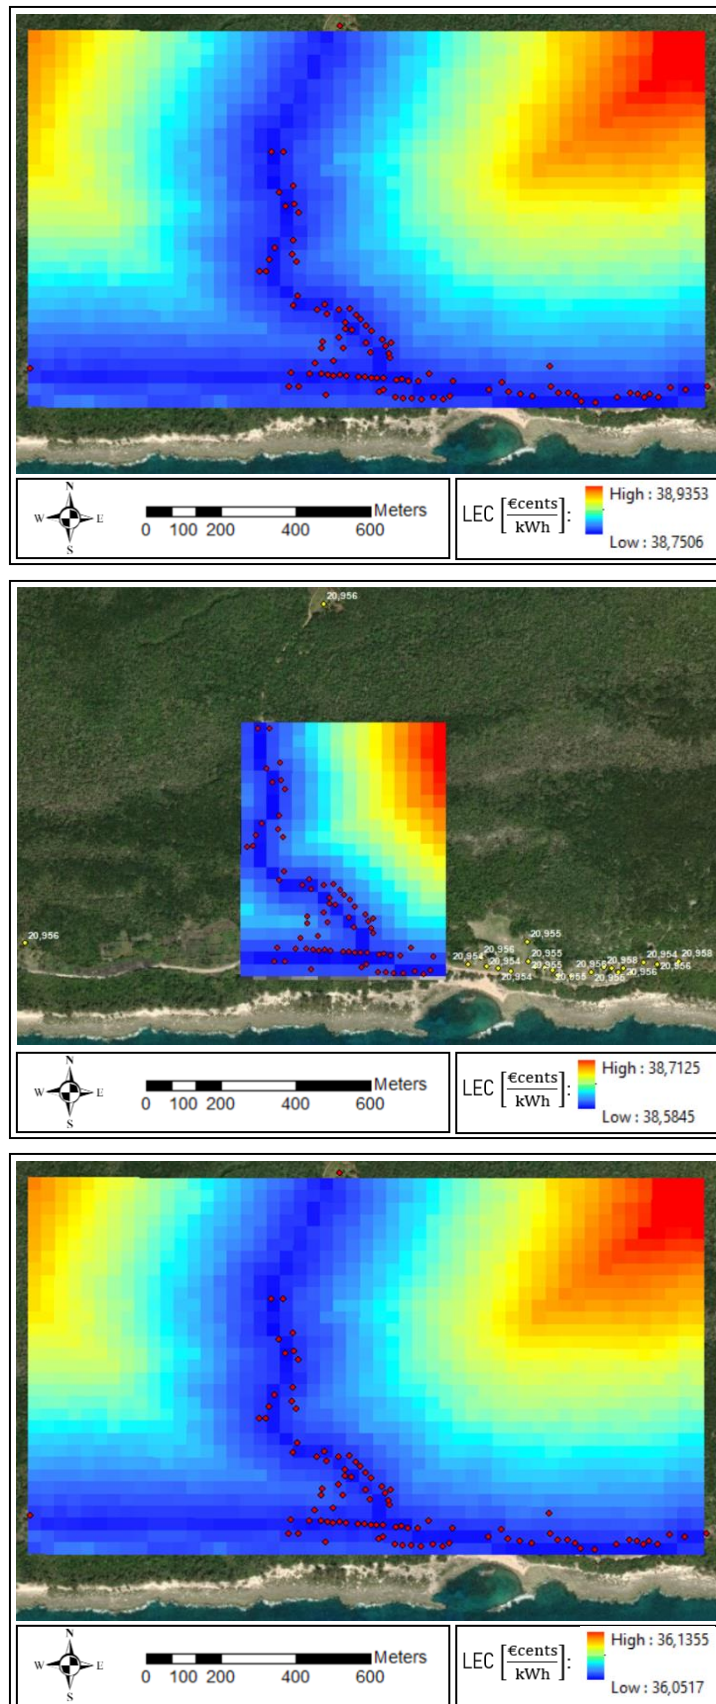 N
W E
S
0 100 200 400 600 Meters
LEC [€cents/kWh]:
High : 38,9353
Low : 38,7506
20,956
20,956
20,955
20,956
20,954
20,954
20,954
20,955
20,955
20,955
20,958
20,958
20,956
20,954
20,956
20,958
N
W E
S
0 100 200 400 600 Meters
LEC [€cents/kWh]:
High : 38,7125
Low : 38,5845
N
W E
S
0 100 200 400 600 Meters
LEC [€cents/kWh]:
High : 36,1355
Low : 36,0517